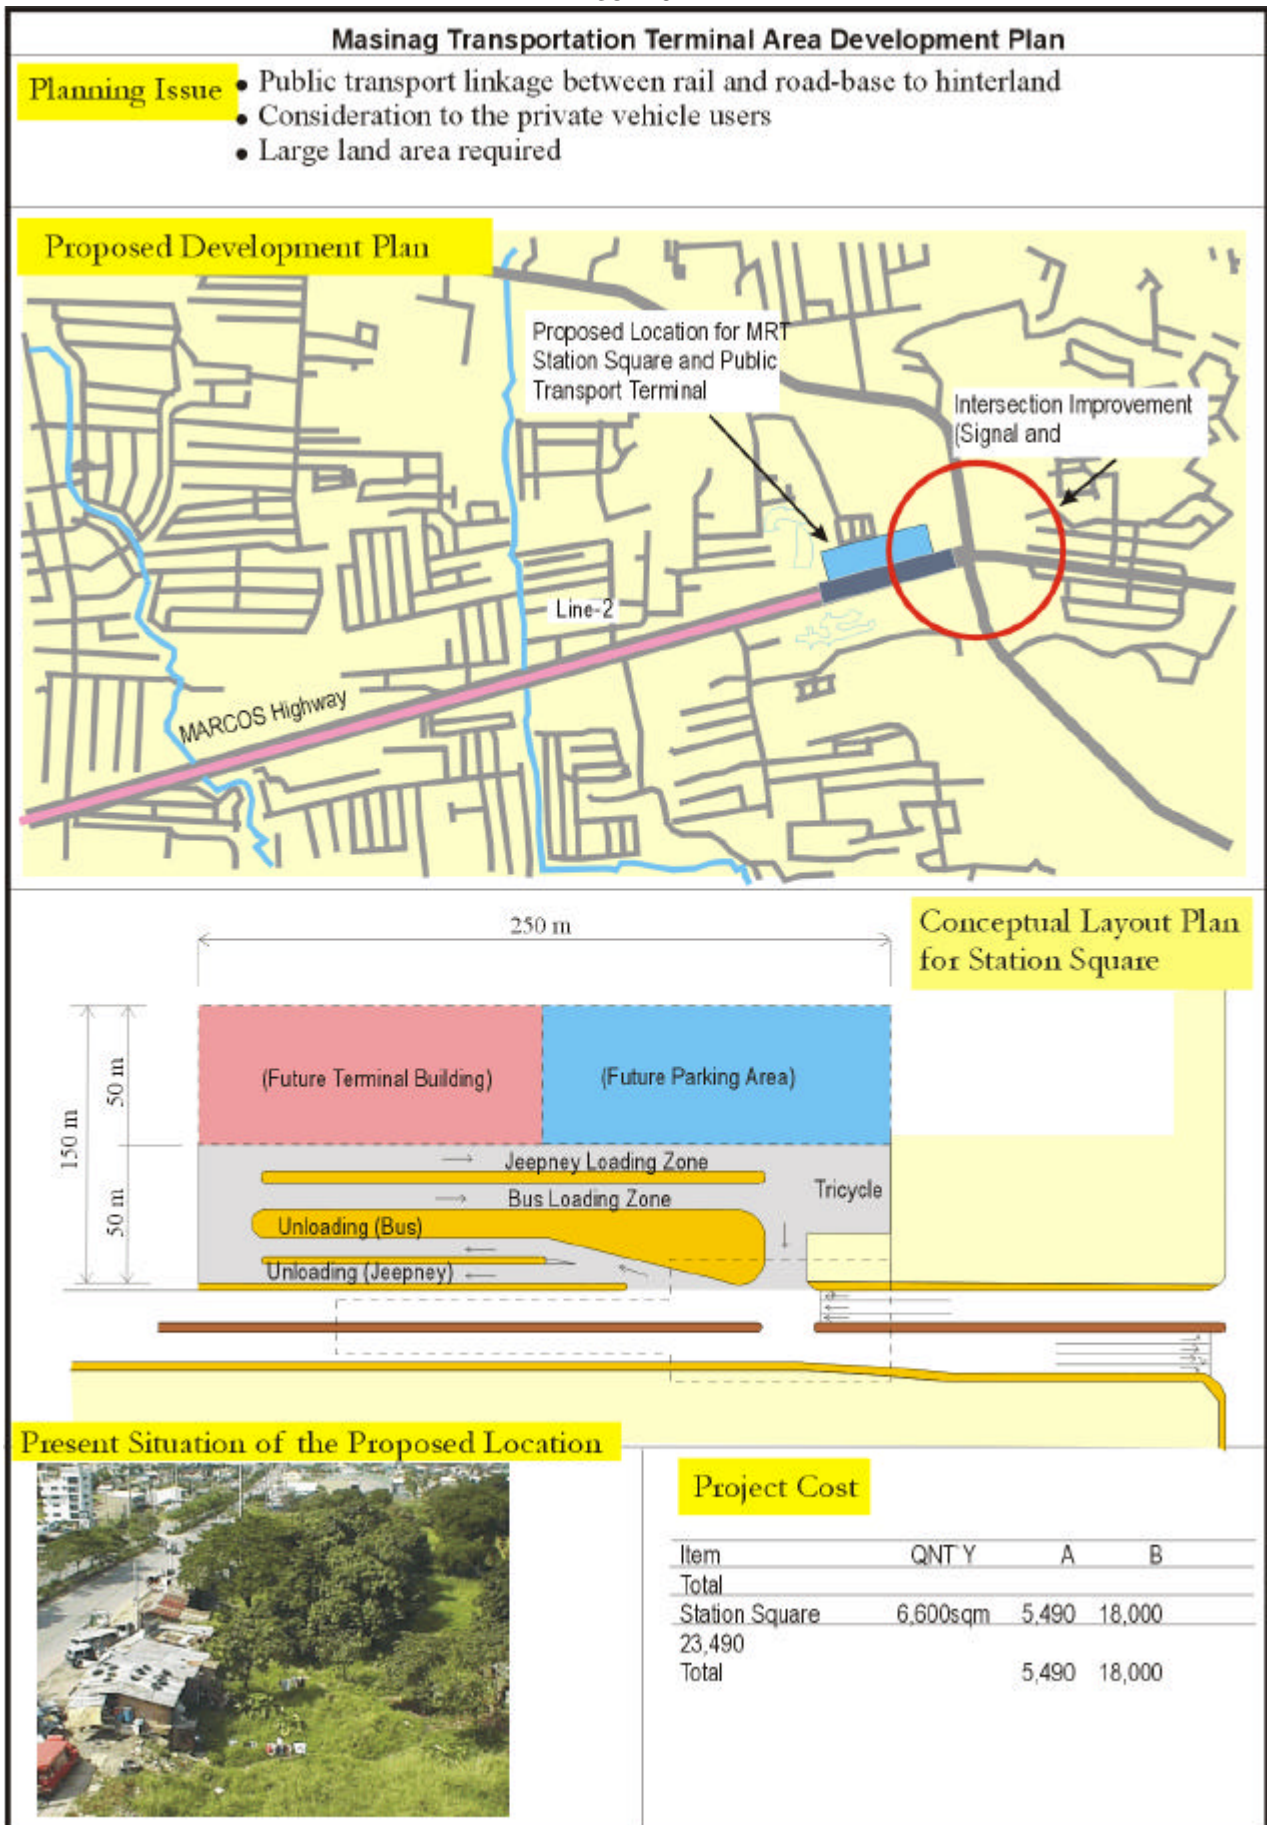 Masinag Transportation Terminal Area Development Plan
Planning Issue
• Public transport linkage between rail and road-base to hinterland
• Consideration to the private vehicle users
• Large land area required
Proposed Development Plan
Proposed Location for MRT
Station Square and Public
Transport Terminal
Intersection Improvement
(Signal and
Line-2
MARCOS Highway
Conceptual Layout Plan
for Station Square
250 m
150 m
50 m
50 m
(Future Terminal Building)
(Future Parking Area)
Jeepney Loading Zone
Bus Loading Zone
Tricycle
Unloading (Bus)
Unloading (Jeepney)
Present Situation of the Proposed Location
Project Cost
Item QNT Y A B
Total
Station Square 6,600sqm 5,490 18,000
23,490
Total 5,490 18,000